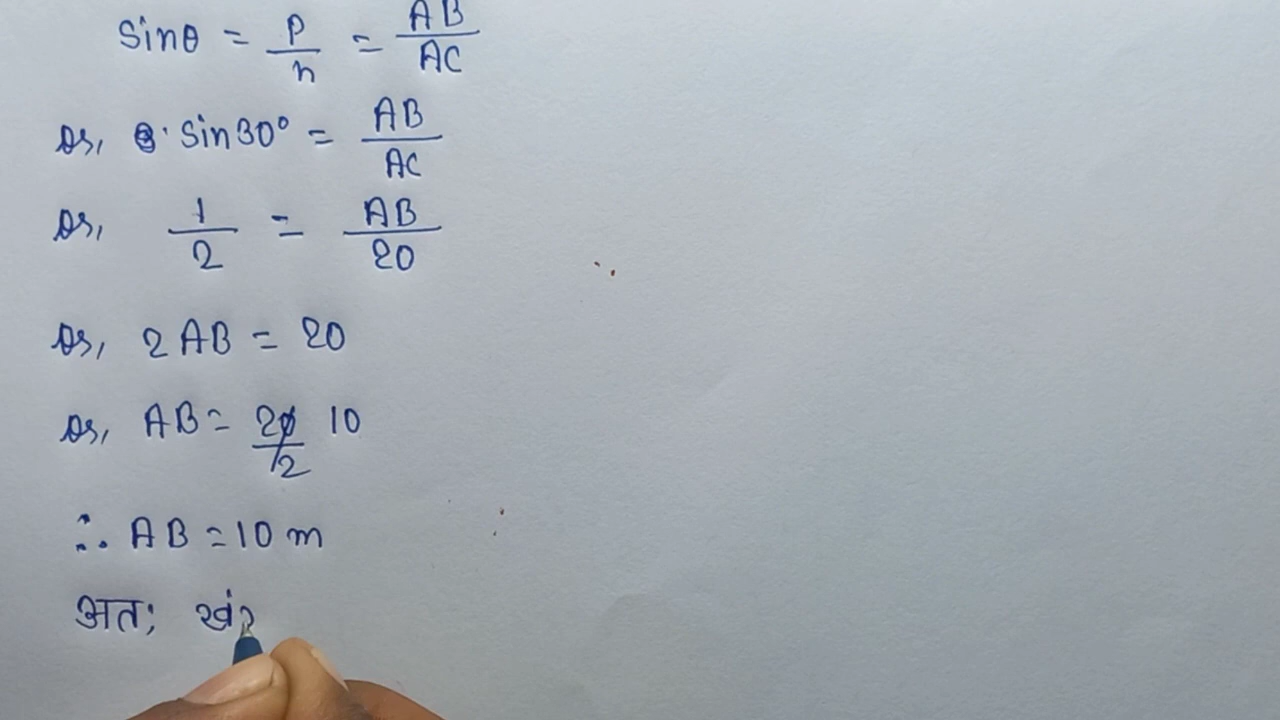 Sinθ = P/h = AB/AC
or, Sin30° = AB/AC
or, 1/2 = AB/20
or, 2AB = 20
or, AB = 20/2 10
∴ AB = 10 m
अतः